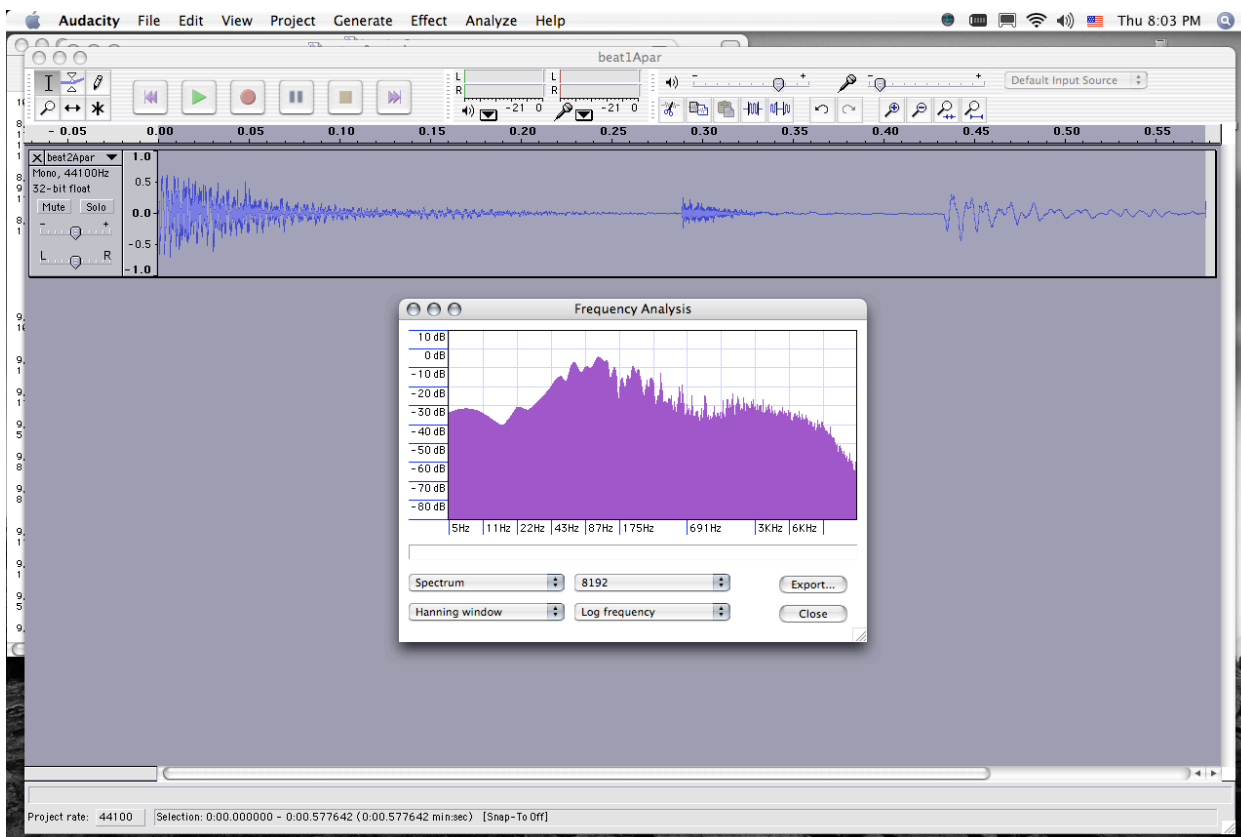 Audacity File Edit View Project Generate Effect Analyze Help Thu 8:03 PM
beat1Apar
L
R
-21 0
L
R
-21 0
- + - +
Default Input Source
- 0.05 0.00 0.05 0.10 0.15 0.20 0.25 0.30 0.35 0.40 0.45 0.50 0.55
X beat2Apar 1.0
Mono, 44100Hz
32-bit float 0.5
Mute Solo
- + 0.0
L R -0.5
-1.0
Frequency Analysis
10 dB
0 dB
-10 dB
-20 dB
-30 dB
-40 dB
-50 dB
-60 dB
-70 dB
-80 dB
5Hz 11Hz 22Hz 43Hz 87Hz 175Hz 691Hz 3KHz 6KHz
Spectrum 8192 Export...
Hanning window Log frequency Close
Project rate: 44100 Selection: 0:00.000000 - 0:00.577642 (0:00.577642 min:sec) [Snap-To Off]